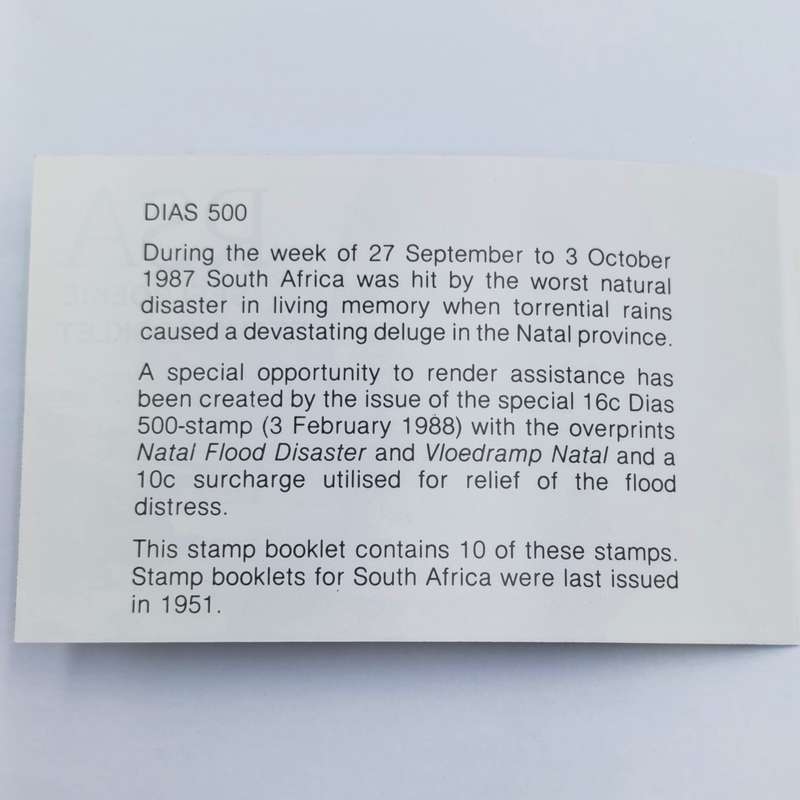 DIAS 500
During the week of 27 September to 3 October
1987 South Africa was hit by the worst natural
disaster in living memory when torrential rains
caused a devastating deluge in the Natal province.
A special opportunity to render assistance has
been created by the issue of the special 16c Dias
500-stamp (3 February 1988) with the overprints
Natal Flood Disaster and Vloedramp Natal and a
10c surcharge utilised for relief of the flood
distress.
This stamp booklet contains 10 of these stamps.
Stamp booklets for South Africa were last issued
in 1951.